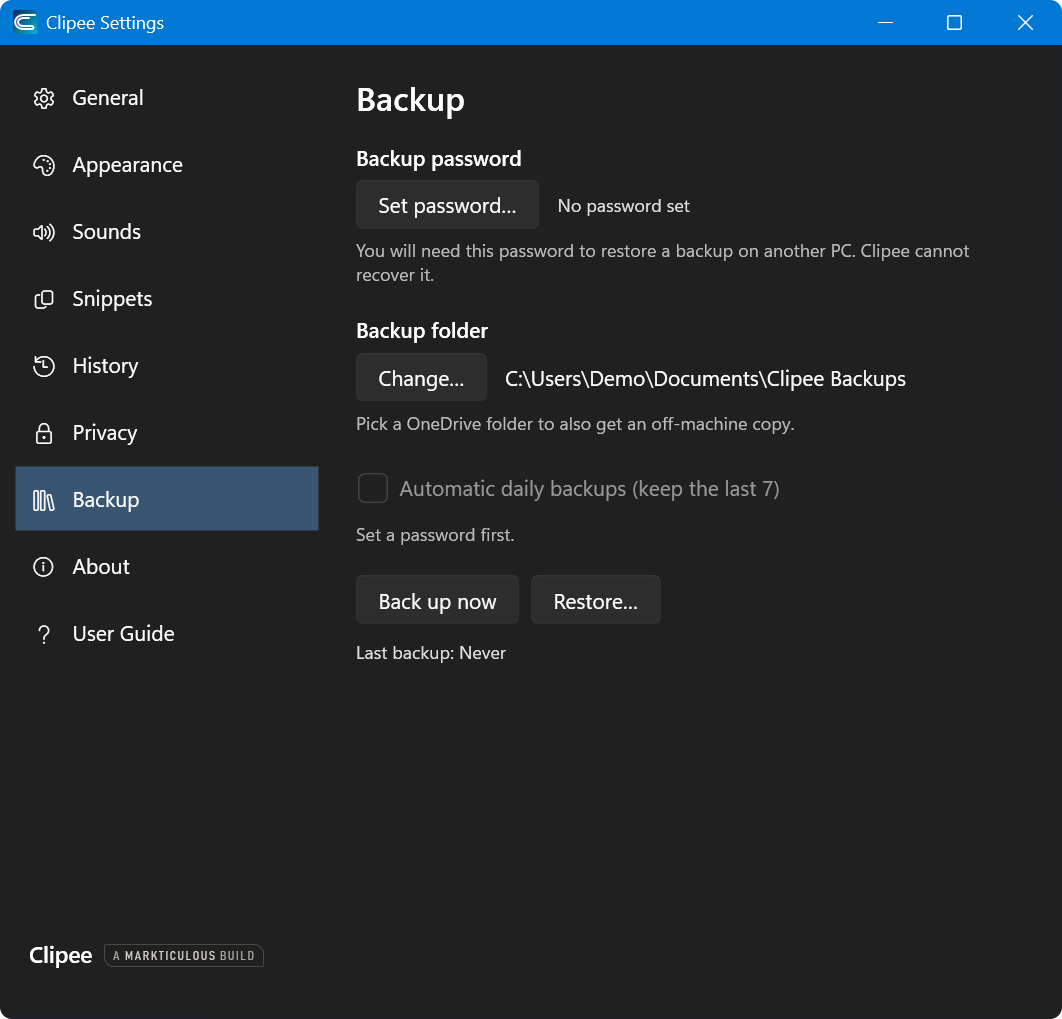 Clipee Settings
General
Appearance
Sounds
Snippets
History
Privacy
Backup
About
User Guide
Clipee
A MARKTICULOUS BUILD
Backup
Backup password
Set password...
No password set
You will need this password to restore a backup on another PC. Clipee cannot
recover it.
Backup folder
Change...
C:\Users\Demo\Documents\Clipee Backups
Pick a OneDrive folder to also get an off-machine copy.
Automatic daily backups (keep the last 7)
Set a password first.
Back up now
Restore...
Last backup: Never